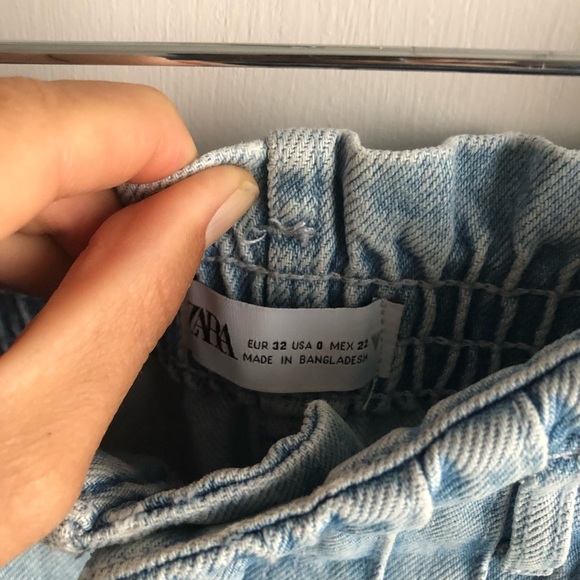 ZARA
EUR 32 USA 0 MEX 22
MADE IN BANGLADESH